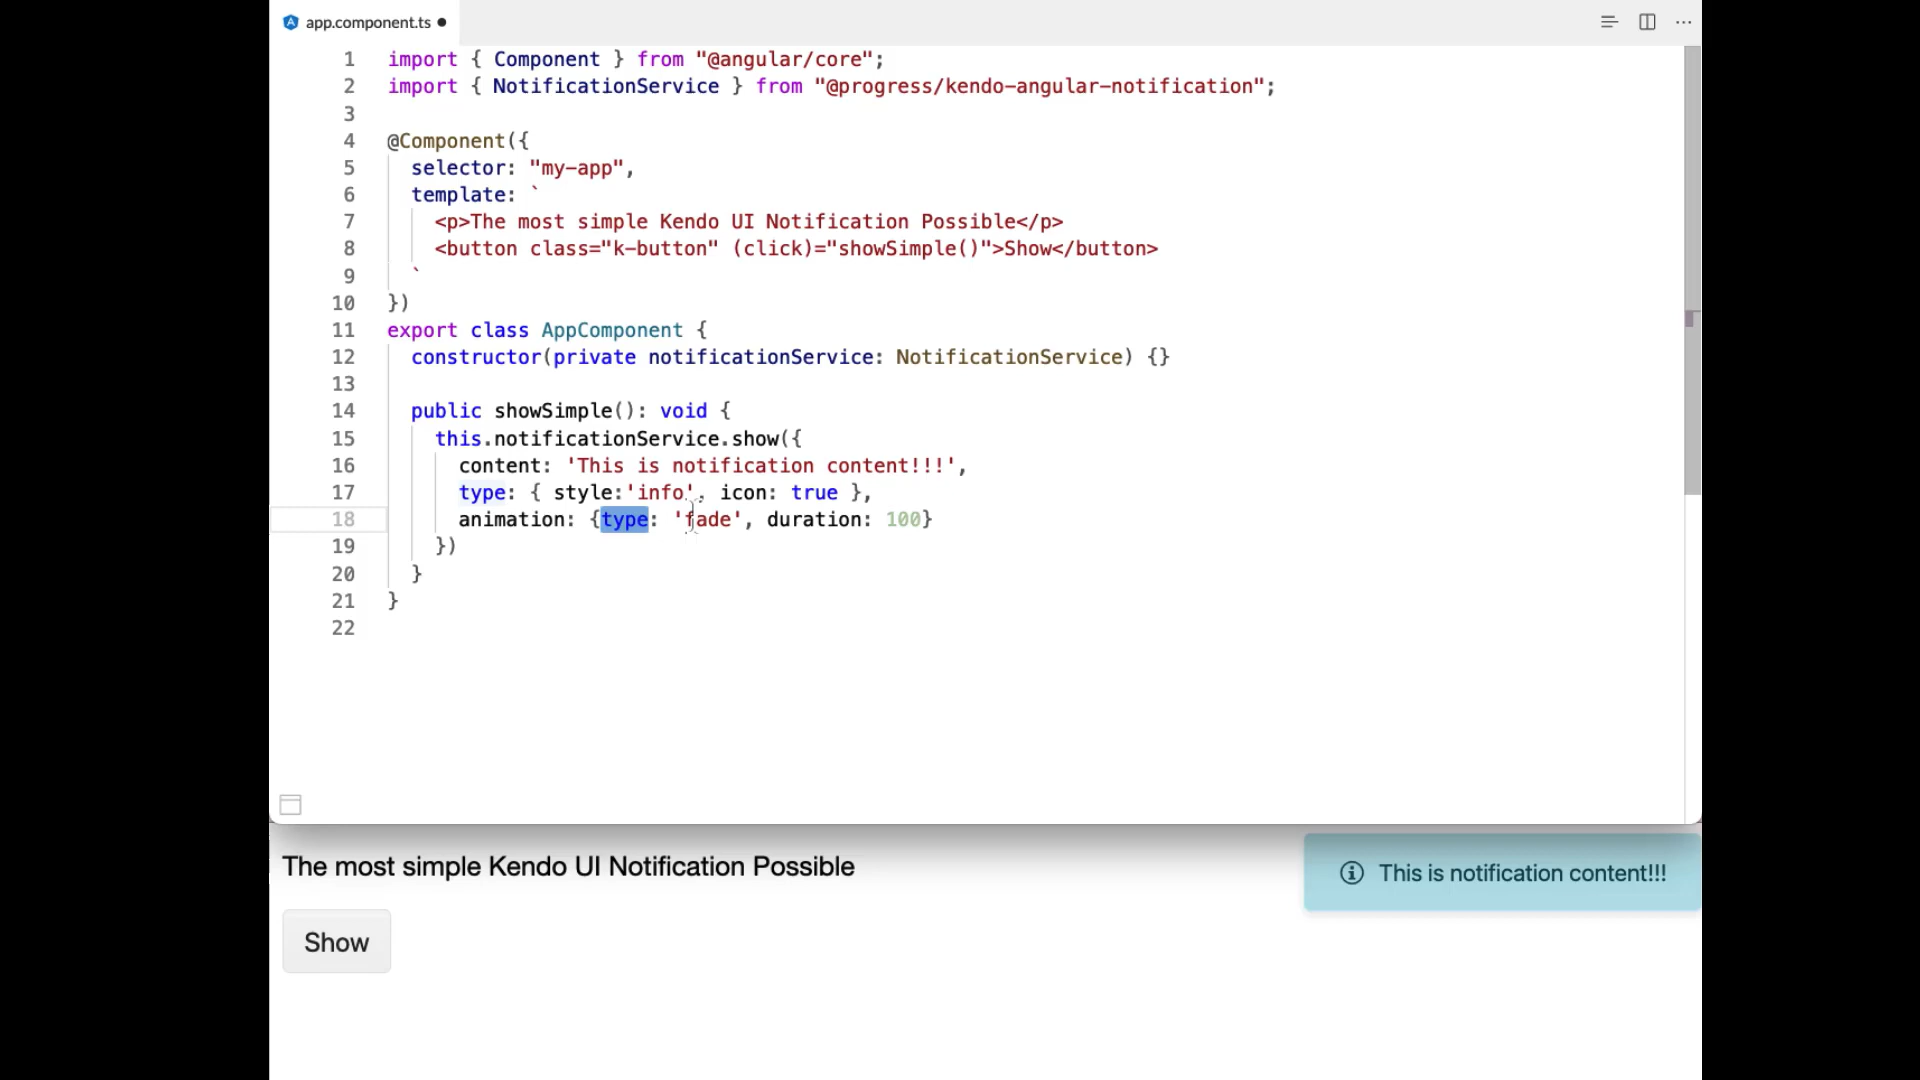 app.component.ts
1 import { Component } from "@angular/core";
2 import { NotificationService } from "@progress/kendo-angular-notification";
3
4 @Component({
5 selector: "my-app",
6 template: `
7 <p>The most simple Kendo UI Notification Possible</p>
8 <button class="k-button" (click)="showSimple()">Show</button>
9 `
10 })
11 export class AppComponent {
12 constructor(private notificationService: NotificationService) {}
13
14 public showSimple(): void {
15 this.notificationService.show({
16 content: 'This is notification content!!!',
17 type: { style:'info', icon: true },
18 animation: {type: 'fade', duration: 100}
19 })
20 }
21 }
22
The most simple Kendo UI Notification Possible
This is notification content!!!
Show